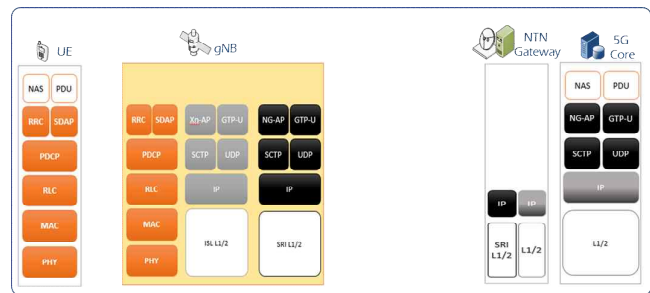 UE
gNB
NTN
Gateway
5G
Core
NAS PDU
RRC SDAP
PDCP
RLC
MAC
PHY
RRC SDAP
PDCP
RLC
MAC
PHY
Xn-AP GTP-U
SCTP UDP
IP
ISL L1/2
NG-AP GTP-U
SCTP UDP
IP
SRI L1/2
IP IP
SRI
L1/2
L1/2
NAS PDU
NG-AP GTP-U
SCTP UDP
IP
L1/2